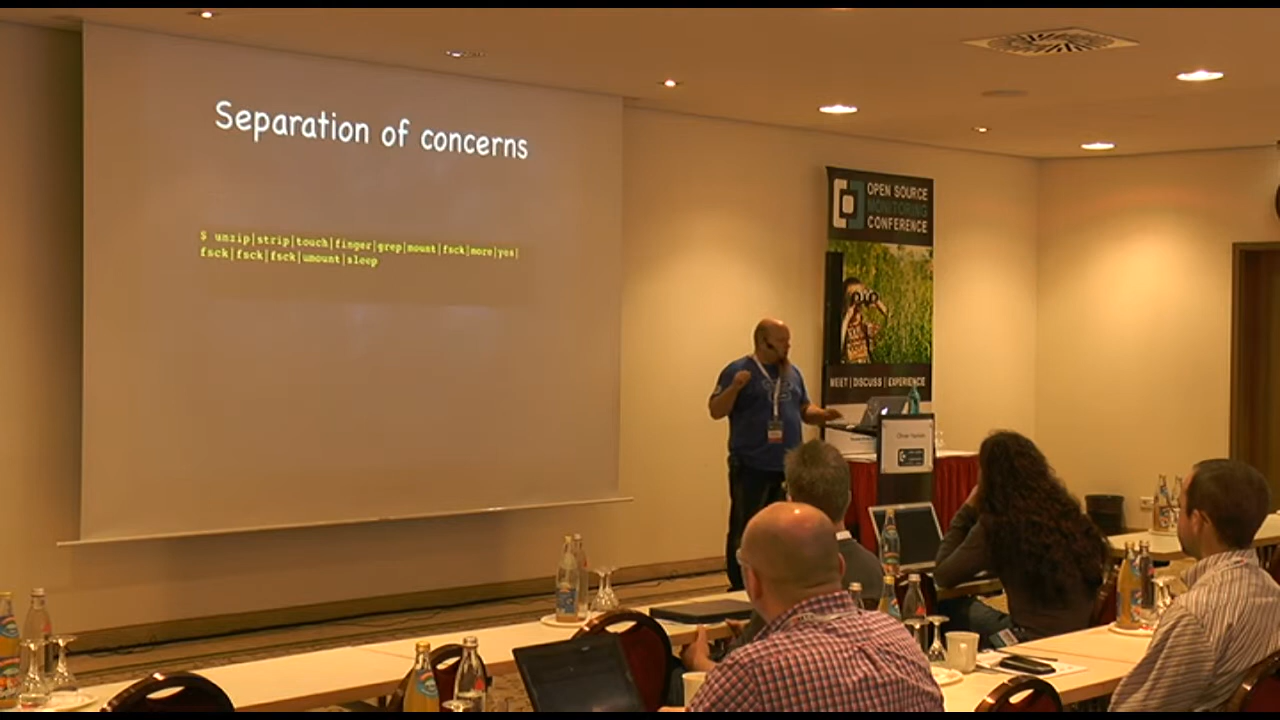 Separation of concerns
$ unzip|strip|touch|finger|grep|mount|fsck|more|yes|
fsck|fsck|fsck|umount|sleep
OPEN SOURCE
MONITORING
CONFERENCE
MEET | DISCUSS | EXPERIENCE